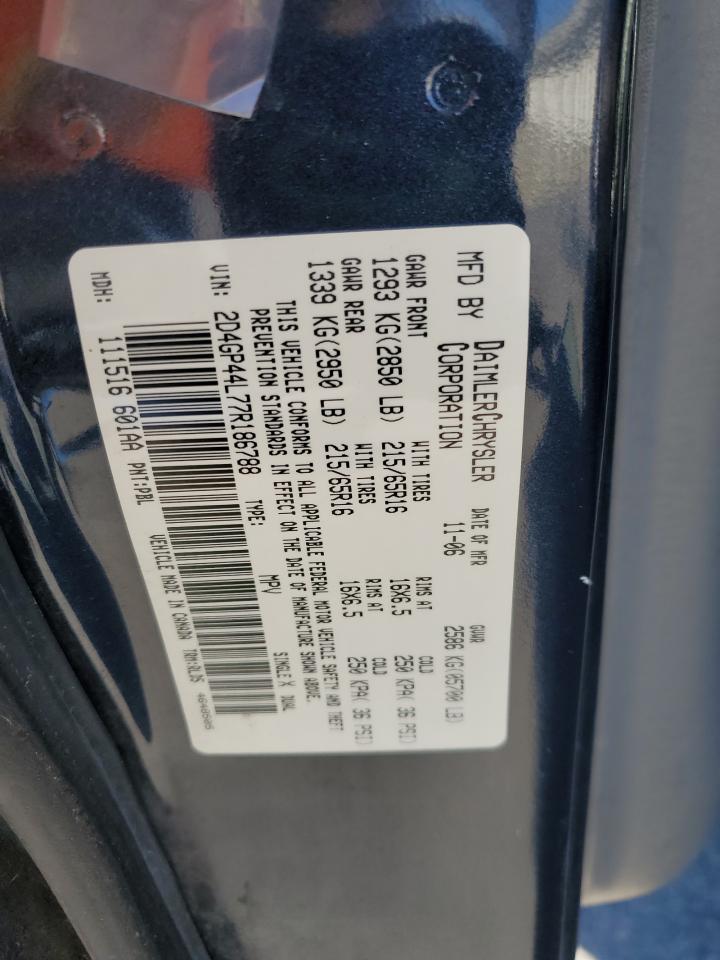 MFD BY DAIMLERCHRYSLER CORPORATION
DATE OF MFR 11-06
GVWR 2586 KG(05700 LB)
GAWR FRONT WITH TIRES RIMS AT COLD
1293 KG(2850 LB) 215/65R16 16X6.5 250 KPA( 36 PSI)
GAWR REAR WITH TIRES RIMS AT COLD
1339 KG(2950 LB) 215/65R16 16X6.5 250 KPA( 36 PSI)
THIS VEHICLE CONFORMS TO ALL APPLICABLE FEDERAL MOTOR VEHICLE SAFETY AND THEFT
PREVENTION STANDARDS IN EFFECT ON THE DATE OF MANUFACTURE SHOWN ABOVE.
VIN: 2D4GP44L77R186788 TYPE: MPV SINGLE X DUAL
MDH: 111516 601AA PNT:PBL
VEHICLE MADE IN CANADA TRM:RLD5 4648505